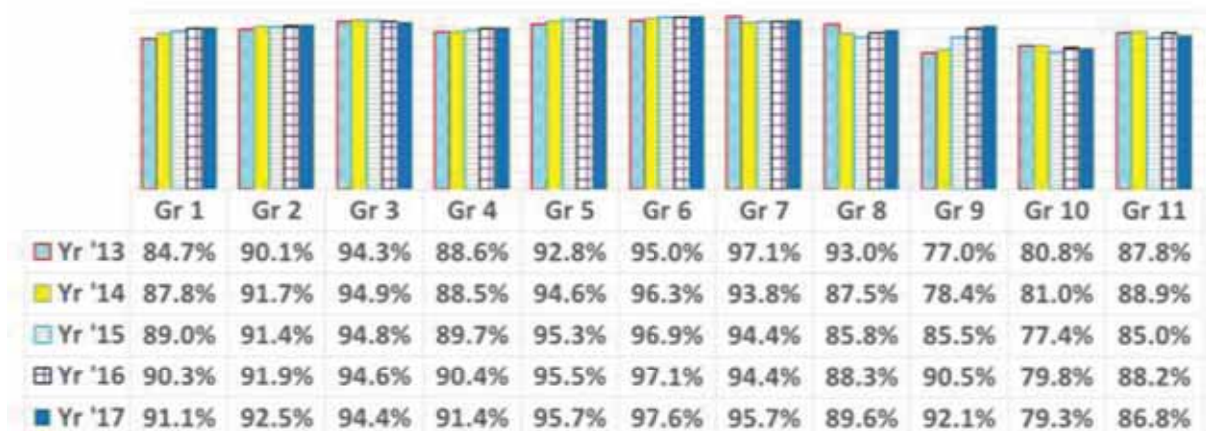 Gr 1 Gr 2 Gr 3 Gr 4 Gr 5 Gr 6 Gr 7 Gr 8 Gr 9 Gr 10 Gr 11
Yr '13 84.7% 90.1% 94.3% 88.6% 92.8% 95.0% 97.1% 93.0% 77.0% 80.8% 87.8%
Yr '14 87.8% 91.7% 94.9% 88.5% 94.6% 96.3% 93.8% 87.5% 78.4% 81.0% 88.9%
Yr '15 89.0% 91.4% 94.8% 89.7% 95.3% 96.9% 94.4% 85.8% 85.5% 77.4% 85.0%
Yr '16 90.3% 91.9% 94.6% 90.4% 95.5% 97.1% 94.4% 88.3% 90.5% 79.8% 88.2%
Yr '17 91.1% 92.5% 94.4% 91.4% 95.7% 97.6% 95.7% 89.6% 92.1% 79.3% 86.8%